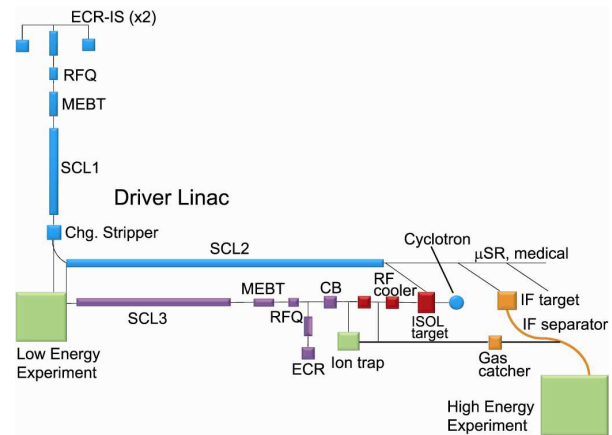 ECR-IS (x2)
RFQ
MEBT
SCL1
Driver Linac
Chg. Stripper
SCL2
Cyclotron
μSR, medical
MEBT
CB
RF
cooler
SCL3
RFQ
ISOL
target
IF target
IF separator
Low Energy
Experiment
ECR
Ion trap
Gas
catcher
High Energy
Experiment